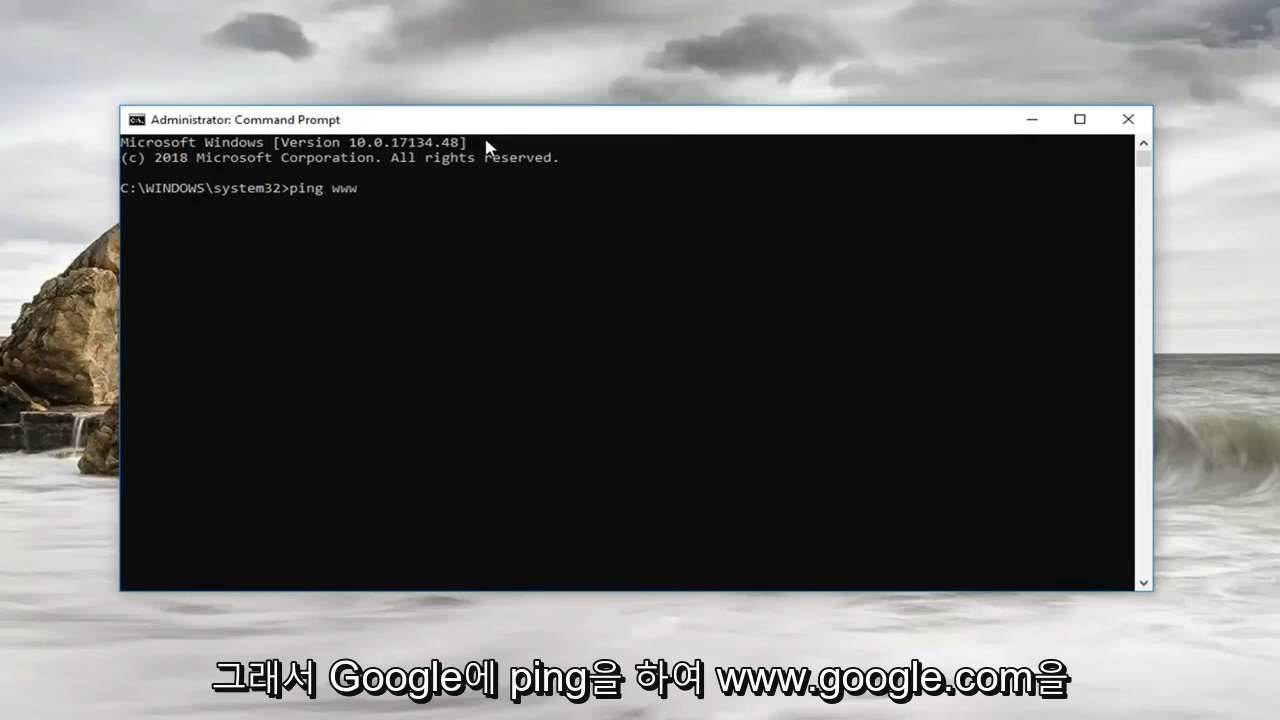 Administrator: Command Prompt
Microsoft Windows [Version 10.0.17134.48]
(c) 2018 Microsoft Corporation. All rights reserved.
C:\WINDOWS\system32>ping www
그래서 Google에 ping을 하여 www.google.com을